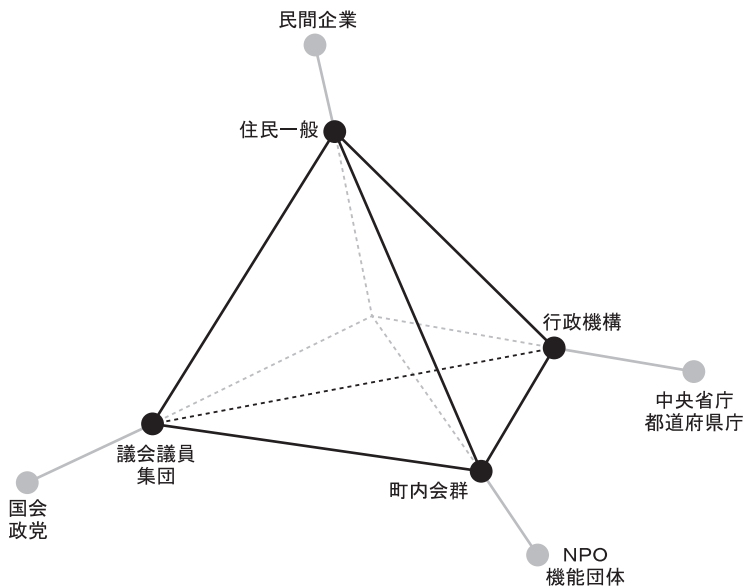 民間企業
住民一般
行政機構
中央省庁
都道府県庁
議会議員
集団
町内会群
国会
政党
NPO
機能団体